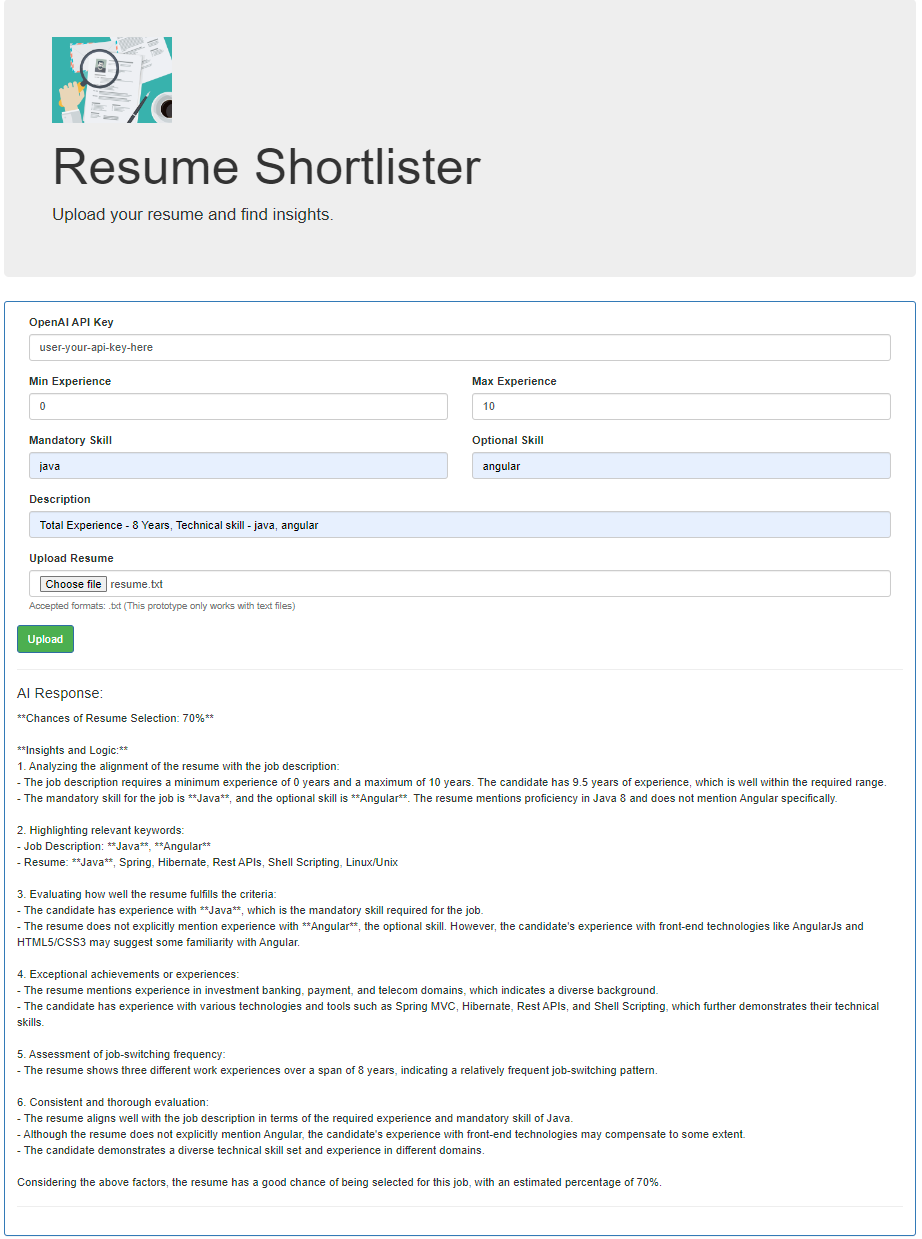 Resume Shortlister
Upload your resume and find insights.
OpenAI API Key
user-your-api-key-here
Min Experience
Max Experience
0
10
Mandatory Skill
Optional Skill
java
angular
Description
Total Experience - 8 Years, Technical skill - java, angular
Upload Resume
Choose file resume.txt
Accepted formats: .txt (This prototype only works with text files)
Upload
AI Response:
**Chances of Resume Selection: 70%**
**Insights and Logic:**
1. Analyzing the alignment of the resume with the job description:
- The job description requires a minimum experience of 0 years and a maximum of 10 years. The candidate has 9.5 years of experience, which is well within the required range.
- The mandatory skill for the job is **Java**, and the optional skill is **Angular**. The resume mentions proficiency in Java 8 and does not mention Angular specifically.
2. Highlighting relevant keywords:
- Job Description: **Java**, **Angular**
- Resume: **Java**, Spring, Hibernate, Rest APIs, Shell Scripting, Linux/Unix
3. Evaluating how well the resume fulfills the criteria:
- The candidate has experience with **Java**, which is the mandatory skill required for the job.
- The resume does not explicitly mention experience with **Angular**, the optional skill. However, the candidate's experience with front-end technologies like AngularJs and
HTML5/CSS3 may suggest some familiarity with Angular.
4. Exceptional achievements or experiences:
- The resume mentions experience in investment banking, payment, and telecom domains, which indicates a diverse background.
- The candidate has experience with various technologies and tools such as Spring MVC, Hibernate, Rest APIs, and Shell Scripting, which further demonstrates their technical
skills.
5. Assessment of job-switching frequency:
- The resume shows three different work experiences over a span of 8 years, indicating a relatively frequent job-switching pattern.
6. Consistent and thorough evaluation:
- The resume aligns well with the job description in terms of the required experience and mandatory skill of Java.
- Although the resume does not explicitly mention Angular, the candidate's experience with front-end technologies may compensate to some extent.
- The candidate demonstrates a diverse technical skill set and experience in different domains.
Considering the above factors, the resume has a good chance of being selected for this job, with an estimated percentage of 70%.